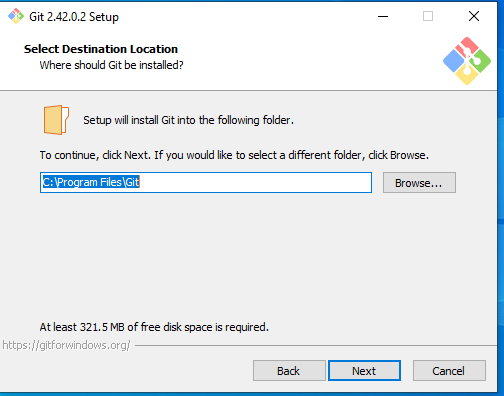 Git 2.42.0.2 Setup
Select Destination Location
Where should Git be installed?
Setup will install Git into the following folder.
To continue, click Next. If you would like to select a different folder, click Browse.
C:\Program Files\Git
Browse...
At least 321.5 MB of free disk space is required.
https://gitforwindows.org/
Back
Next
Cancel